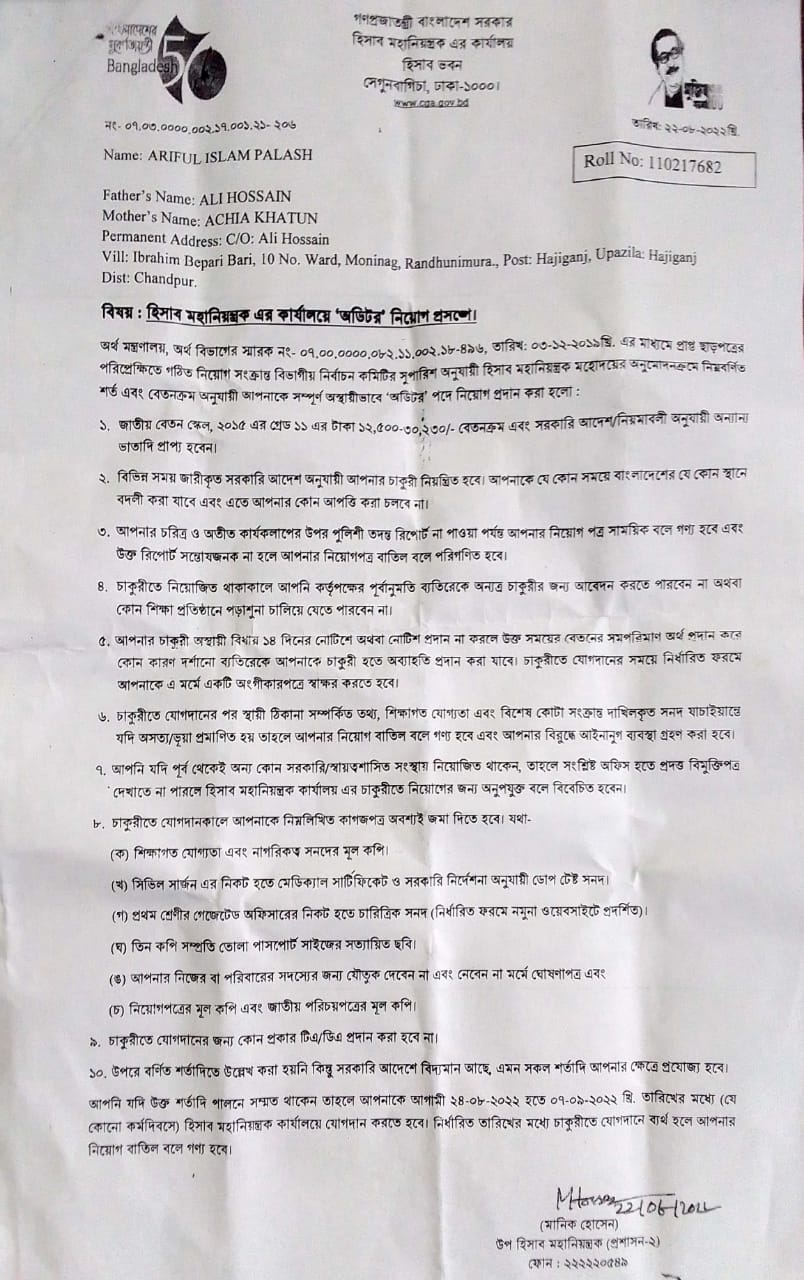 বাংলাদেশের
সুবর্ণজয়ন্তী
Bangladesh 50
গণপ্রজাতন্ত্রী বাংলাদেশ সরকার
হিসাব মহানিয়ন্ত্রক এর কার্যালয়
হিসাব ভবন
সেগুনবাগিচা, ঢাকা-১০০০।
www.cga.gov.bd
মুজিব
নং- ০৭.০৩.০০০০.০০২.১৭.০০১.২১- ২০৬
তারিখ: ২২-০৮-২০২২খ্রি.
Name: ARIFUL ISLAM PALASH
Roll No: 110217682
Father's Name: ALI HOSSAIN
Mother's Name: ACHIA KHATUN
Permanent Address: C/O: Ali Hossain
Vill: Ibrahim Bepari Bari, 10 No. Ward, Moninag, Randhunimura., Post: Hajiganj, Upazila: Hajiganj
Dist: Chandpur.
বিষয় : হিসাব মহানিয়ন্ত্রক এর কার্যালয়ে ‘অডিটর’ নিয়োগ প্রসঙ্গে।
অর্থ মন্ত্রণালয়, অর্থ বিভাগের স্মারক নং- ০৭.০০.০০০০.০৮২.১১.০০২.১৮-৪৯৬, তারিখ: ০৩-১২-২০১৯খ্রি. এর মাধ্যমে প্রাপ্ত ছাড়পত্রের
পরিপ্রেক্ষিতে গঠিত নিয়োগ সংক্রান্ত বিভাগীয় নির্বাচন কমিটির সুপারিশ অনুযায়ী হিসাব মহানিয়ন্ত্রক মহোদয়ের অনুমোদনক্রমে নিম্নবর্ণিত
শর্ত এবং বেতনক্রম অনুযায়ী আপনাকে সম্পূর্ণ অস্থায়ীভাবে ‘অডিটর’ পদে নিয়োগ প্রদান করা হলো :
১. জাতীয় বেতন স্কেল, ২০১৫ এর গ্রেড ১১ এর টাকা ১২,৫০০-৩০,২৩০/- বেতনক্রম এবং সরকারি আদেশ/নিয়মাবলী অনুযায়ী অন্যান্য
ভাতাদি প্রাপ্য হবেন।
২. বিভিন্ন সময় জারীকৃত সরকারি আদেশ অনুযায়ী আপনার চাকুরী নিয়ন্ত্রিত হবে। আপনাকে যে কোন সময়ে বাংলাদেশের যে কোন স্থানে
বদলী করা যাবে এবং এতে আপনার কোন আপত্তি করা চলবে না।
৩. আপনার চরিত্র ও অতীত কার্যকলাপের উপর পুলিশী তদন্ত রিপোর্ট না পাওয়া পর্যন্ত আপনার নিয়োগ পত্র সাময়িক বলে গণ্য হবে এবং
উক্ত রিপোর্ট সন্তোষজনক না হলে আপনার নিয়োগপত্র বাতিল বলে পরিগণিত হবে।
৪. চাকুরীতে নিয়োজিত থাকাকালে আপনি কর্তৃপক্ষের পূর্বানুমতি ব্যতিরেকে অন্যত্র চাকুরীর জন্য আবেদন করতে পারবেন না অথবা
কোন শিক্ষা প্রতিষ্ঠানে পড়াশুনা চালিয়ে যেতে পারবেন না।
৫. আপনার চাকুরী অস্থায়ী বিধায় ১৪ দিনের নোটিশে অথবা নোটিশ প্রদান না করলে উক্ত সময়ের বেতনের সমপরিমাণ অর্থ প্রদান করে
কোন কারণ দর্শানো ব্যতিরেকে আপনাকে চাকুরী হতে অব্যাহতি প্রদান করা যাবে। চাকুরীতে যোগদানের সময়ে নির্ধারিত ফরমে
আপনাকে এ মর্মে একটি অংগীকারপত্রে স্বাক্ষর করতে হবে।
৬. চাকুরীতে যোগদানের পর স্থায়ী ঠিকানা সম্পর্কিত তথ্য, শিক্ষাগত যোগ্যতা এবং বিশেষ কোটা সংক্রান্ত দাখিলকৃত সনদ যাচাইয়ান্তে
যদি অসত্য/ভূয়া প্রমাণিত হয় তাহলে আপনার নিয়োগ বাতিল বলে গণ্য হবে এবং আপনার বিরুদ্ধে আইনানুগ ব্যবস্থা গ্রহণ করা হবে।
৭. আপনি যদি পূর্ব থেকেই অন্য কোন সরকারি/স্বায়ত্বশাসিত সংস্থায় নিয়োজিত থাকেন, তাহলে সংশ্লিষ্ট অফিস হতে প্রদত্ত বিমুক্তিপত্র
দেখাতে না পারলে হিসাব মহানিয়ন্ত্রক কার্যালয় এর চাকুরীতে নিয়োগের জন্য অনুপযুক্ত বলে বিবেচিত হবেন।
৮. চাকুরীতে যোগদানকালে আপনাকে নিম্নলিখিত কাগজপত্র অবশ্যই জমা দিতে হবে। যথা-
(ক) শিক্ষাগত যোগ্যতা এবং নাগরিকত্ব সনদের মূল কপি।
(খ) সিভিল সার্জন এর নিকট হতে মেডিক্যাল সার্টিফিকেট ও সরকারি নির্দেশনা অনুযায়ী ডোপ টেষ্ট সনদ।
(গ) প্রথম শ্রেণীর গেজেটেড অফিসারের নিকট হতে চারিত্রিক সনদ (নির্ধারিত ফরমে নমুনা ওয়েবসাইটে প্রদর্শিত)।
(ঘ) তিন কপি সম্প্রতি তোলা পাসপোর্ট সাইজের সত্যায়িত ছবি।
(ঙ) আপনার নিজের বা পরিবারের সদস্যের জন্য যৌতুক দেবেন না এবং নেবেন না মর্মে ঘোষণাপত্র এবং
(চ) নিয়োগপত্রের মূল কপি এবং জাতীয় পরিচয়পত্রের মূল কপি।
৯. চাকুরীতে যোগদানের জন্য কোন প্রকার টিএ/ডিএ প্রদান করা হবে না।
১০. উপরে বর্ণিত শর্তাদিতে উল্লেখ করা হয়নি কিন্তু সরকারি আদেশে বিদ্যমান আছে, এমন সকল শর্তাদি আপনার ক্ষেত্রে প্রযোজ্য হবে।
আপনি যদি উক্ত শর্তাদি পালনে সম্মত থাকেন তাহলে আপনাকে আগামী ২৪-০৮-২০২২ হতে ০৭-০৯-২০২২ খ্রি. তারিখের মধ্যে (যে
কোনো কর্মদিবসে) হিসাব মহানিয়ন্ত্রক কার্যালয়ে যোগদান করতে হবে। নির্ধারিত তারিখের মধ্যে চাকুরীতে যোগদানে ব্যর্থ হলে আপনার
নিয়োগ বাতিল বলে গণ্য হবে।
22/08/2022
(মানিক হোসেন)
উপ হিসাব মহানিয়ন্ত্রক (প্রশাসন-২)
ফোন : ২২২২২০৫৪৯